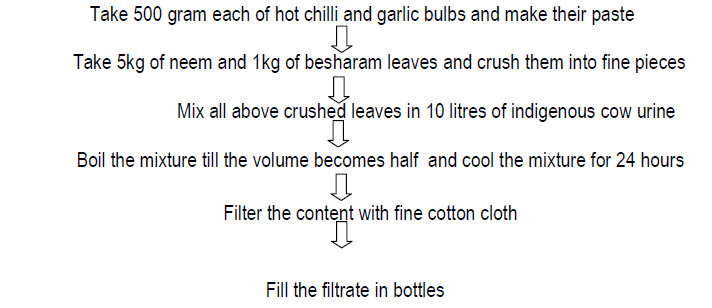 Take 500 gram each of hot chilli and garlic bulbs and make their paste
Take 5kg of neem and 1kg of besharam leaves and crush them into fine pieces
Mix all above crushed leaves in 10 litres of indigenous cow urine
Boil the mixture till the volume becomes half and cool the mixture for 24 hours
Filter the content with fine cotton cloth
Fill the filtrate in bottles